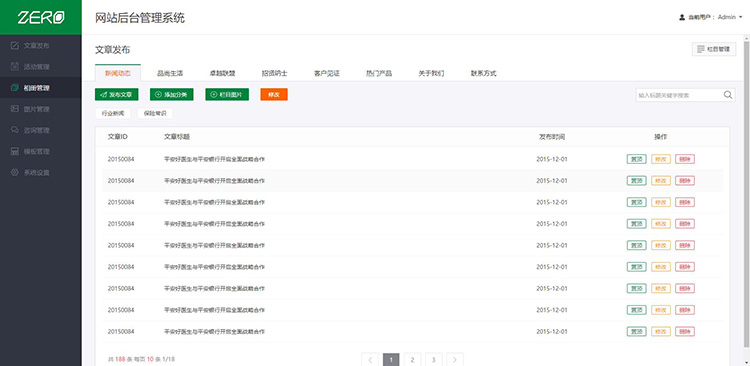 ZERO
网站后台管理系统
当前用户： Admin
文章发布
活动管理
相册管理
图片管理
咨询管理
模板管理
系统设置
文章发布
栏目管理
新闻动态 品尚生活 卓越联盟 招贤纳士 客户见证 热门产品 关于我们 联系方式
发布文章 添加分类 栏目图片 修改
输入标题关键字搜索
行业新闻 保险常识
文章ID 文章标题 发布时间 操作
20150084 平安好医生与平安银行开启全面战略合作 2015-12-01 置顶 修改 删除
20150084 平安好医生与平安银行开启全面战略合作 2015-12-01 置顶 修改 删除
20150084 平安好医生与平安银行开启全面战略合作 2015-12-01 置顶 修改 删除
20150084 平安好医生与平安银行开启全面战略合作 2015-12-01 置顶 修改 删除
20150084 平安好医生与平安银行开启全面战略合作 2015-12-01 置顶 修改 删除
20150084 平安好医生与平安银行开启全面战略合作 2015-12-01 置顶 修改 删除
20150084 平安好医生与平安银行开启全面战略合作 2015-12-01 置顶 修改 删除
20150084 平安好医生与平安银行开启全面战略合作 2015-12-01 置顶 修改 删除
20150084 平安好医生与平安银行开启全面战略合作 2015-12-01 置顶 修改 删除
共 188 条 每页 10 条 1/18
1 2 3